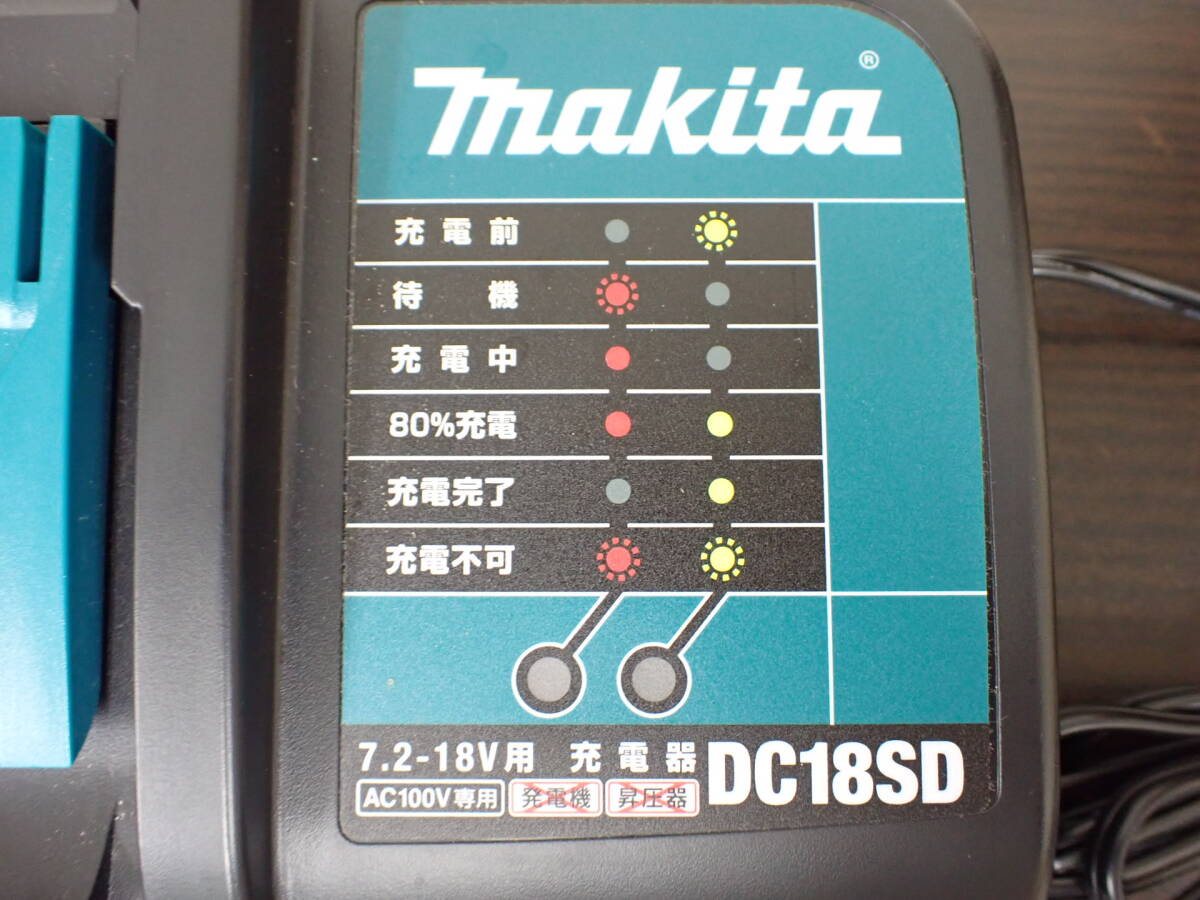 makita®
充電前
待機
充電中
80%充電
充電完了
充電不可
7.2-18V用 充電器 DC18SD
AC100V専用 発電機 昇圧器